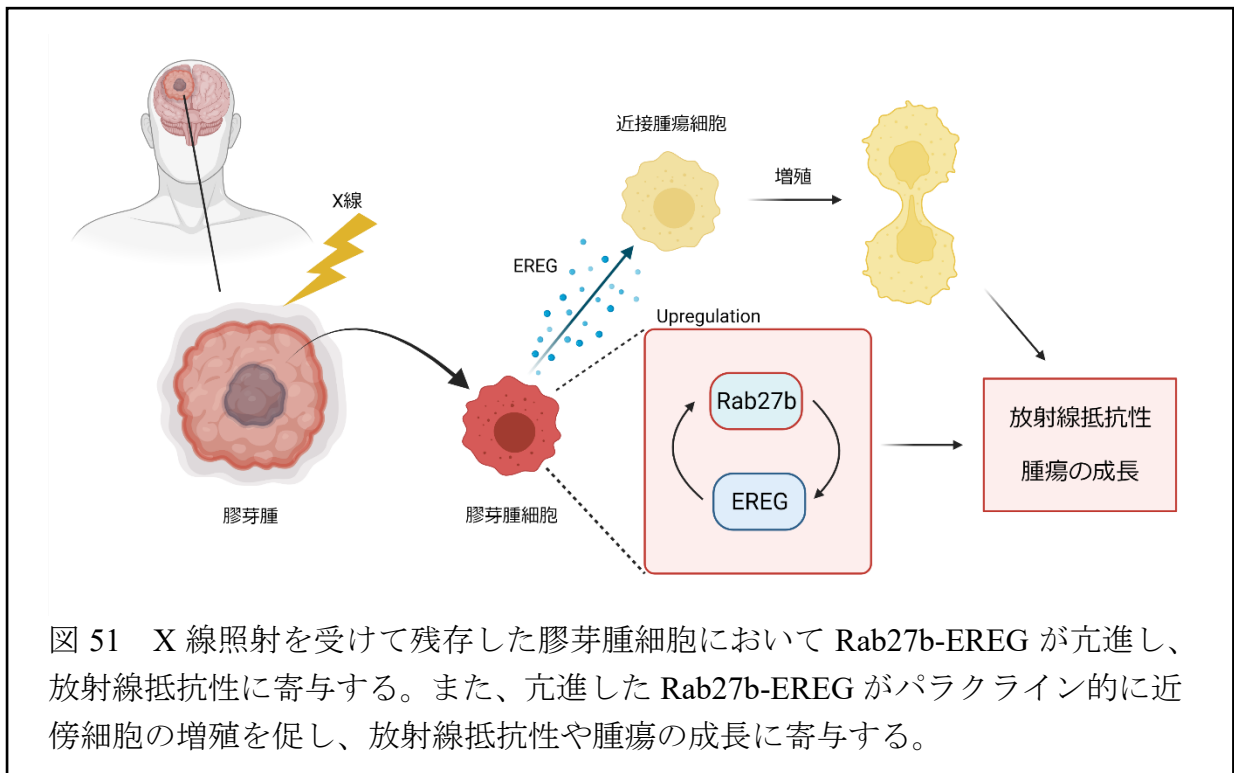 近接腫瘍細胞
増殖
X線
EREG
Upregulation
Rab27b
EREG
放射線抵抗性
腫瘍の成長
膠芽腫
膠芽腫細胞
図 51　X 線照射を受けて残存した膠芽腫細胞において Rab27b-EREG が亢進し、
放射線抵抗性に寄与する。また、亢進した Rab27b-EREG がパラクライン的に近
傍細胞の増殖を促し、放射線抵抗性や腫瘍の成長に寄与する。